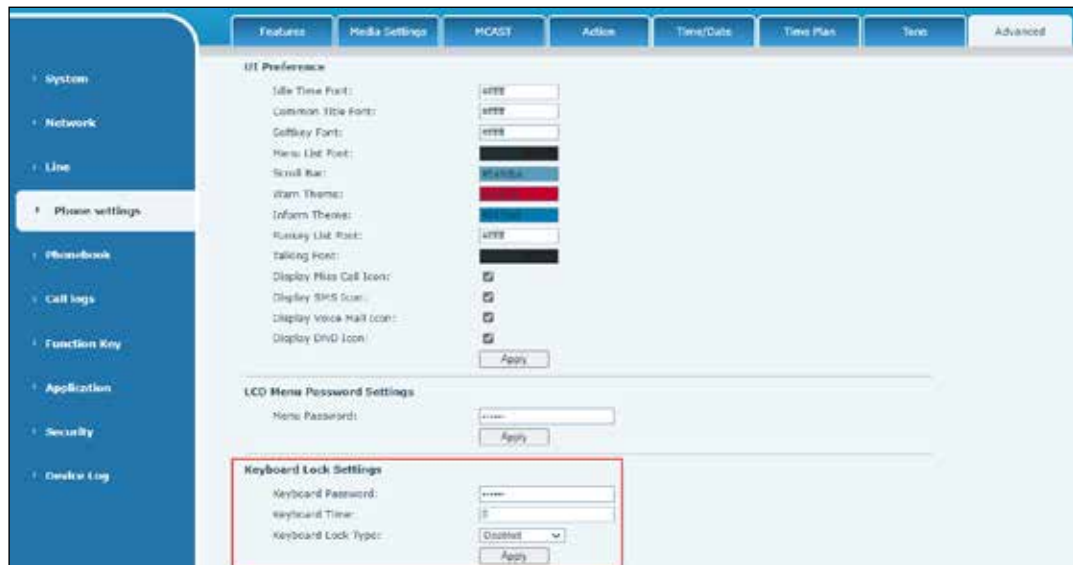 Features Media Settings MCAST Action Time/Date Time Plan Tone Advanced
System
Network
Line
Phone settings
Phonebook
Call logs
Function Key
Application
Security
Device Log
UI Preference
Idle Time Font:
Common Title Font:
Softkey Font:
Menu List Font:
Scroll Bar:
Warn Theme:
Inform Theme:
Funkey List Font:
Talking Font:
Display Miss Call Icon:
Display SMS Icon:
Display Voice Mail Icon:
Display DND Icon:
Apply
LCD Menu Password Settings
Menu Password: ••••••
Apply
Keyboard Lock Settings
Keyboard Password: ••••••
Keyboard Time:
Keyboard Lock Type: Disabled
Apply